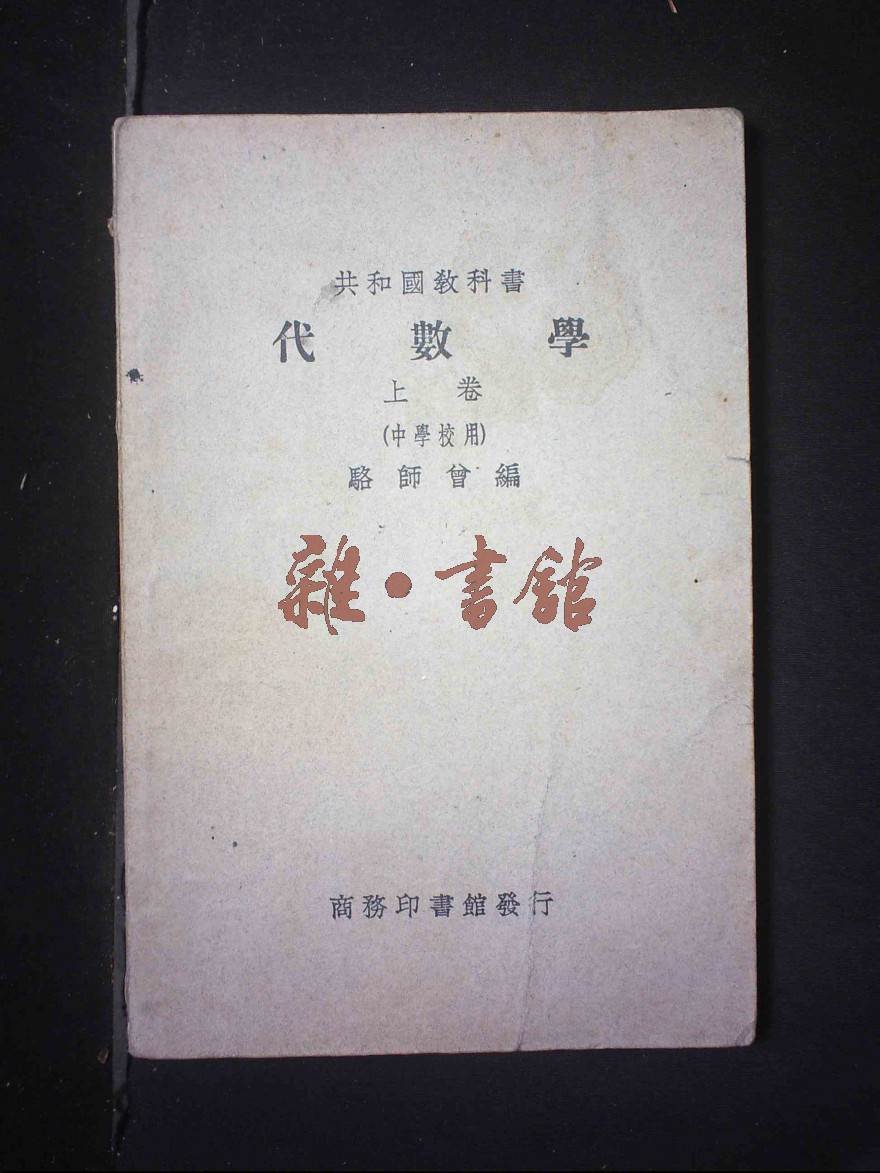 共和國教科書
代數學
上卷
(中學校用)
駱師曾編
雜·書館
商務印書館發行